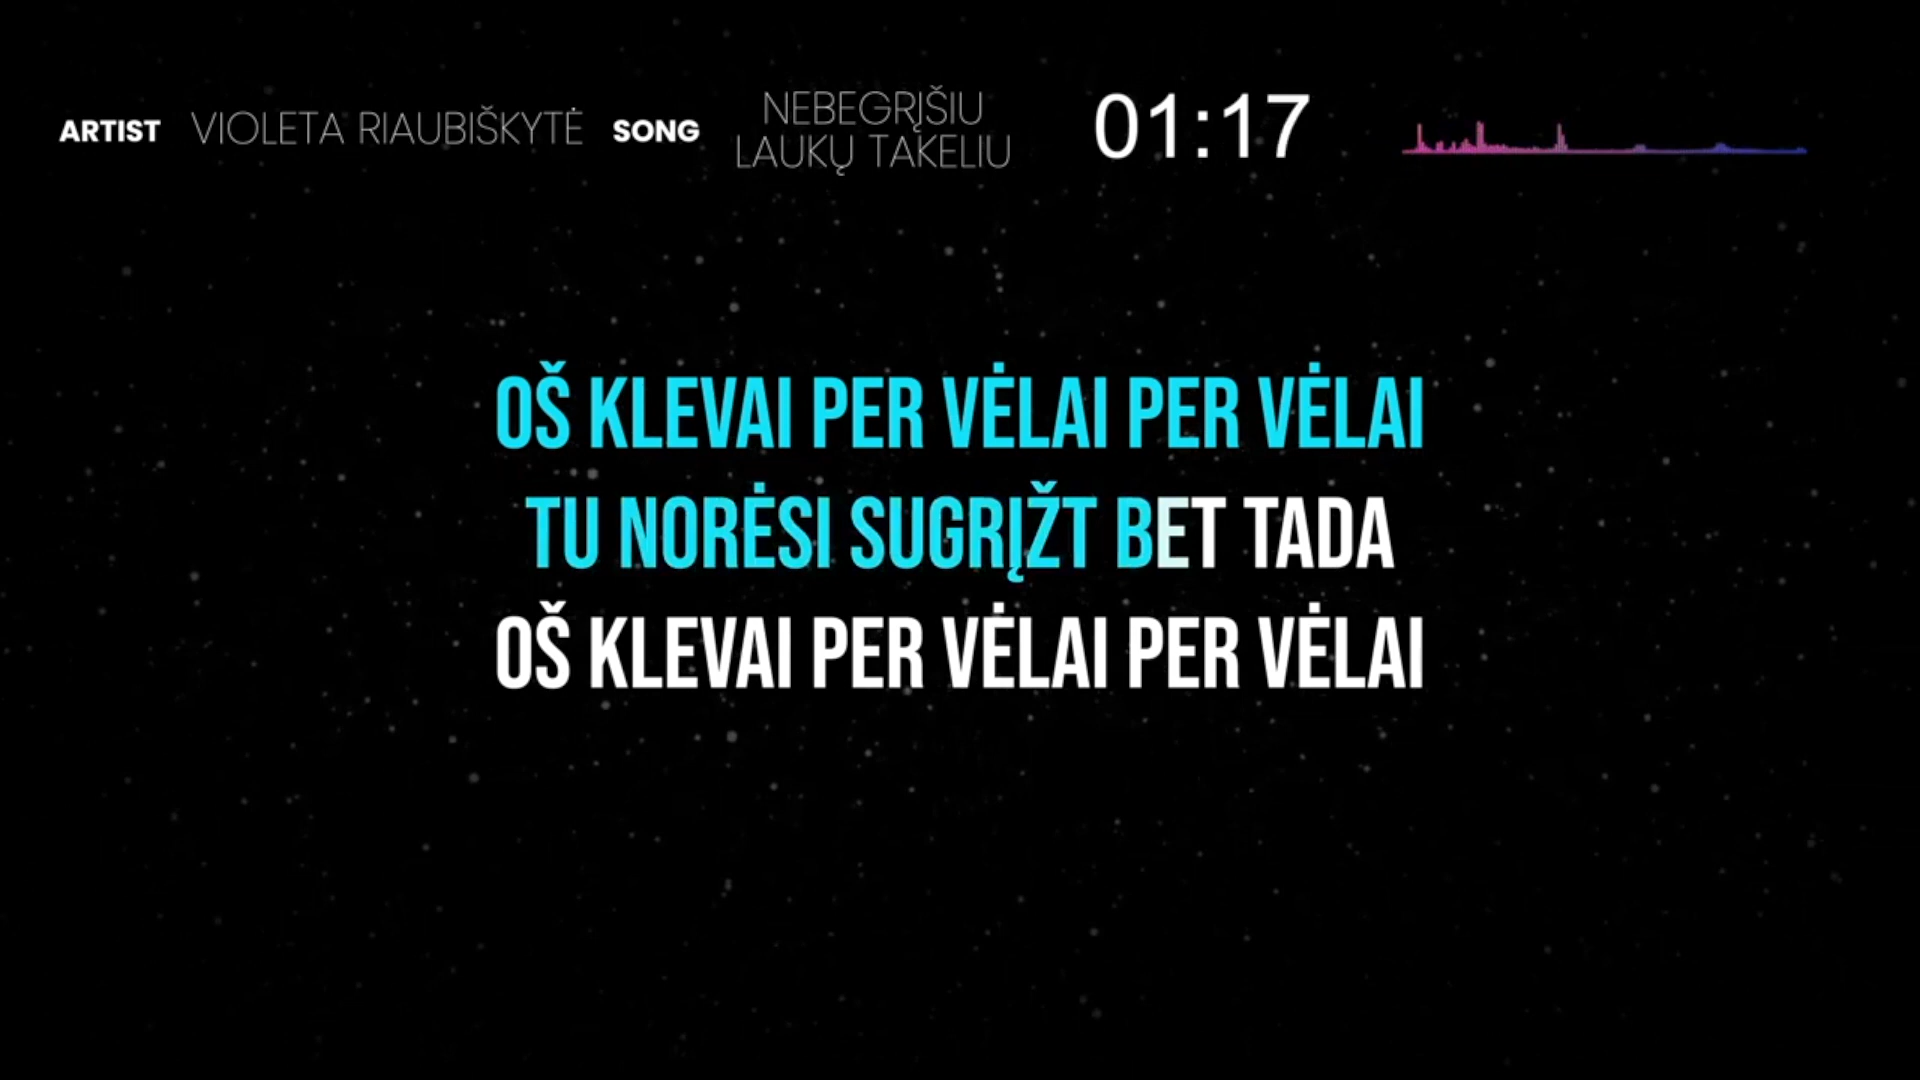 ARTIST VIOLETA RIAUBIŠKYTĖ SONG NEBEGRĮŠIU
LAUKŲ TAKELIU
01:17
OŠ KLEVAI PER VĖLAI PER VĖLAI
TU NORĖSI SUGRĮŽT BET TADA
OŠ KLEVAI PER VĖLAI PER VĖLAI